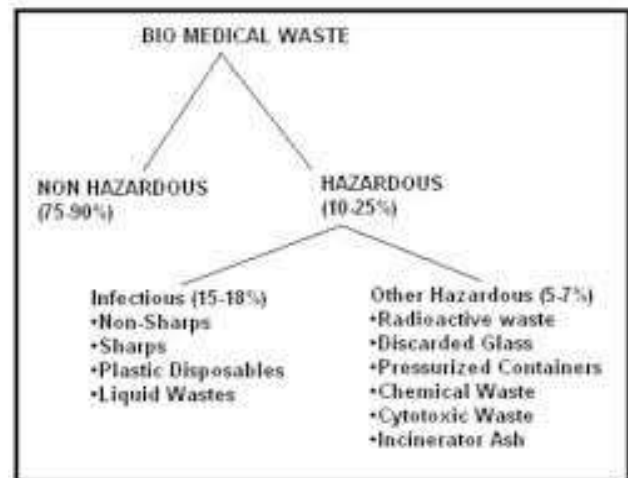 BIO MEDICAL WASTE
NON HAZARDOUS
(75-90%)
HAZARDOUS
(10-25%)
Infectious (15-18%)
•Non-Sharps
•Sharps
•Plastic Disposables
•Liquid Wastes
Other Hazardous (5-7%)
•Radioactive waste
•Discarded Glass
•Pressurized Containers
•Chemical Waste
•Cytotoxic Waste
•Incinerator Ash